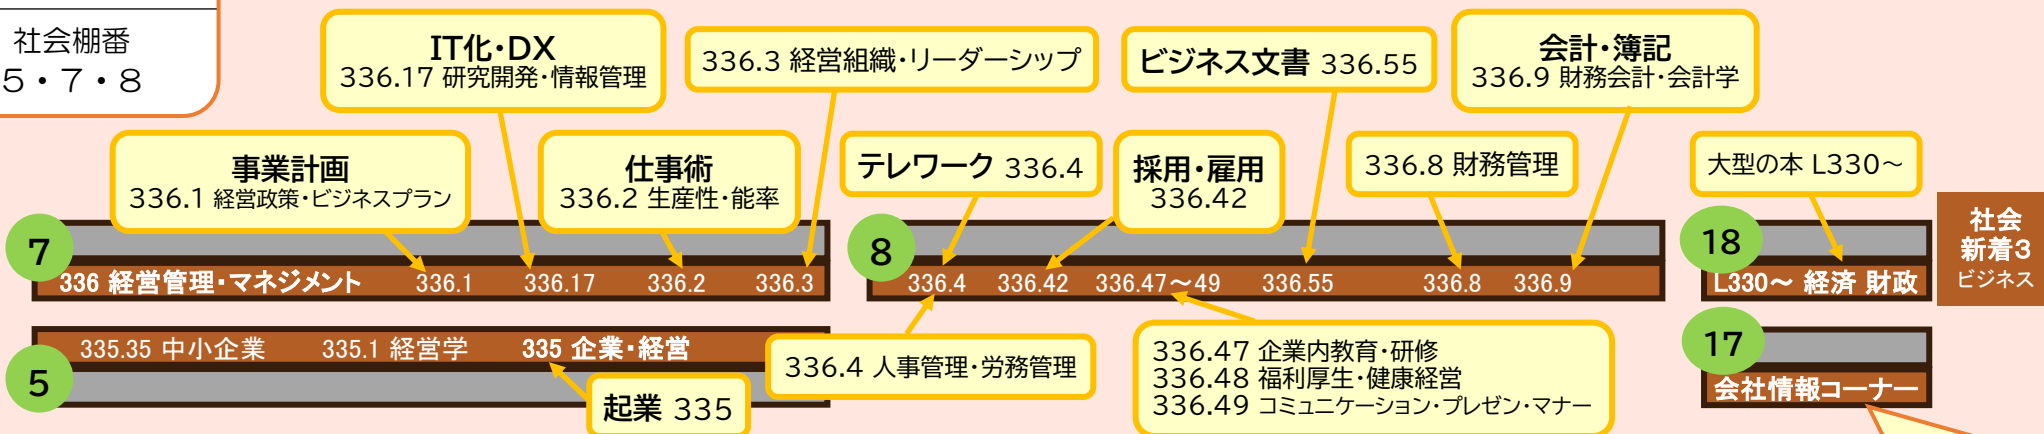 社会棚番
5・7・8
IT化・DX
336.17 研究開発・情報管理
336.3 経営組織・リーダーシップ
ビジネス文書 336.55
会計・簿記
336.9 財務会計・会計学
事業計画
336.1 経営政策・ビジネスプラン
仕事術
336.2 生産性・能率
テレワーク 336.4
採用・雇用
336.42
336.8 財務管理
大型の本 L330～
7
336 経営管理・マネジメント 336.1 336.17 336.2 336.3
8
336.4 336.42 336.47～49 336.55 336.8 336.9
18
L330～ 経済 財政
社会
新着3
ビジネス
5
335.35 中小企業 335.1 経営学 335 企業・経営
起業 335
336.4 人事管理・労務管理
336.47 企業内教育・研修
336.48 福利厚生・健康経営
336.49 コミュニケーション・プレゼン・マナー
17
会社情報コーナー